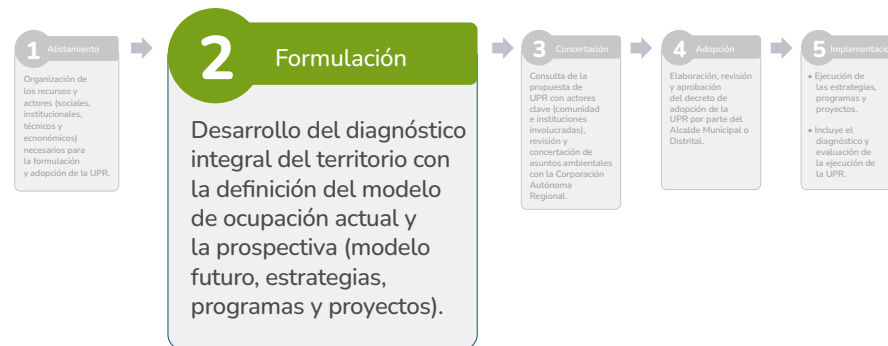 1 Alistamiento
Organización de
los recursos y
actores (sociales,
institucionales,
técnicos y
ecnonómicos)
necesarios para
la formulación
y adopción de la UPR.
2 Formulación
Desarrollo del diagnóstico
integral del territorio con
la definición del modelo
de ocupación actual y
la prospectiva (modelo
futuro, estrategias,
programas y proyectos).
3 Concertación
Consulta de la
propuesta de
UPR con actores
clave (comunidad
e instituciones
involucradas),
revisión y
concertación de
asuntos ambientales
con la Corporación
Autónoma
Regional.
4 Adopción
Elaboración, revisión
y aprobación
del decreto de
adopción de la
UPR por parte del
Alcalde Municipal o
Distrital.
5 Implementació
• Ejecución de
las estrategias,
programas y
proyectos.
• Incluye el
diagnóstico y
evaluación de
la ejecución de
la UPR.